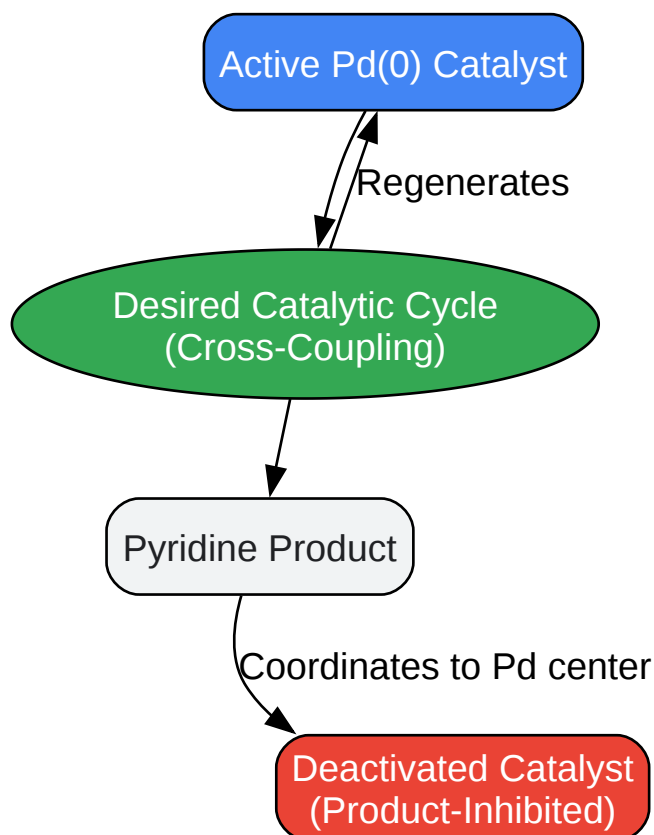 Active Pd(0) Catalyst
Regenerates
Desired Catalytic Cycle
(Cross-Coupling)
Pyridine Product
Coordinates to Pd center
Deactivated Catalyst
(Product-Inhibited)